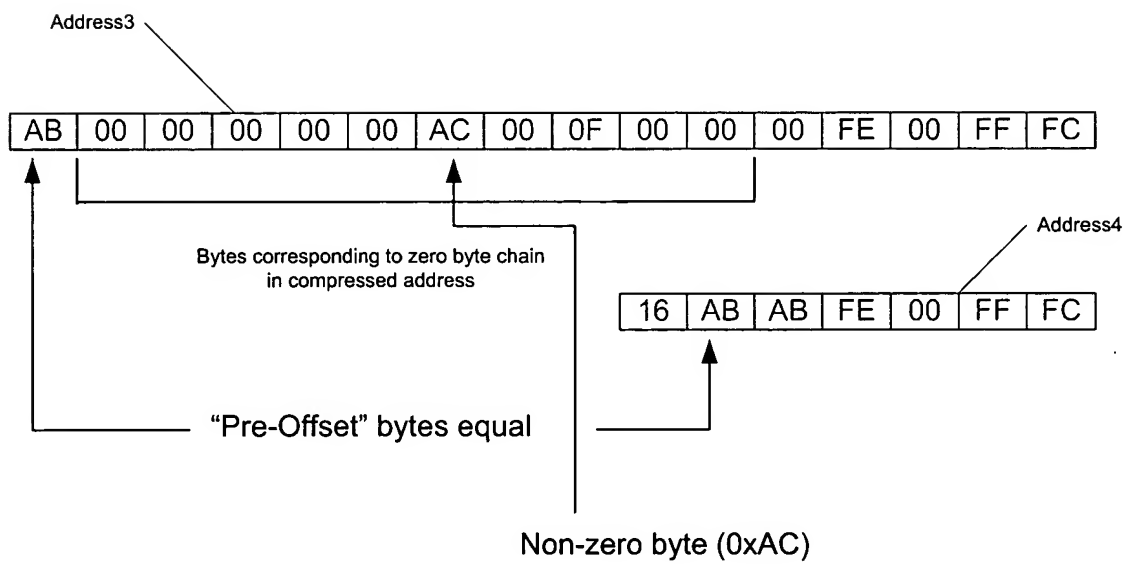 Address3
AB 00 00 00 00 00 AC 00 0F 00 00 00 FE 00 FF FC
Address4
Bytes corresponding to zero byte chain
in compressed address
16 AB AB FE 00 FF FC
“Pre-Offset” bytes equal
Non-zero byte (0xAC)